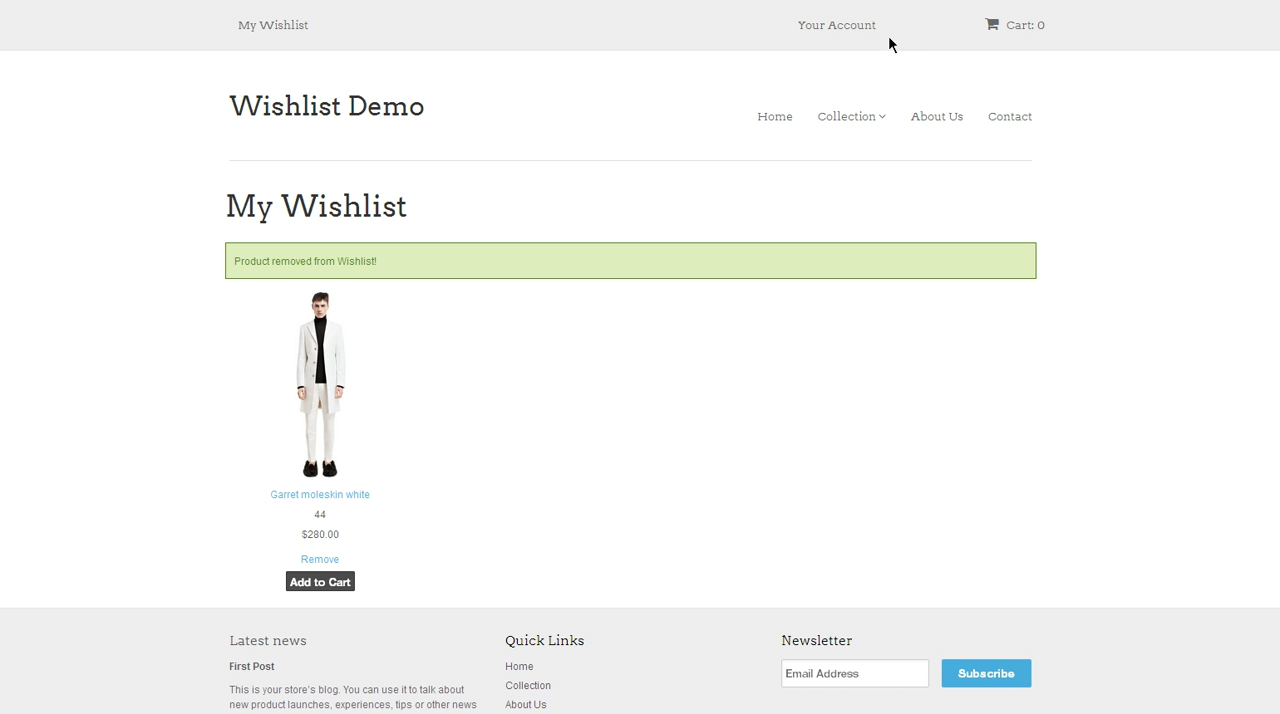 My Wishlist
Your Account
Cart: 0
Wishlist Demo
Home
Collection
About Us
Contact
My Wishlist
Product removed from Wishlist!
Garret moleskin white
44
$280.00
Remove
Add to Cart
Latest news
First Post
This is your store's blog. You can use it to talk about
new product launches, experiences, tips or other news
Quick Links
Home
Collection
About Us
Newsletter
Email Address
Subscribe